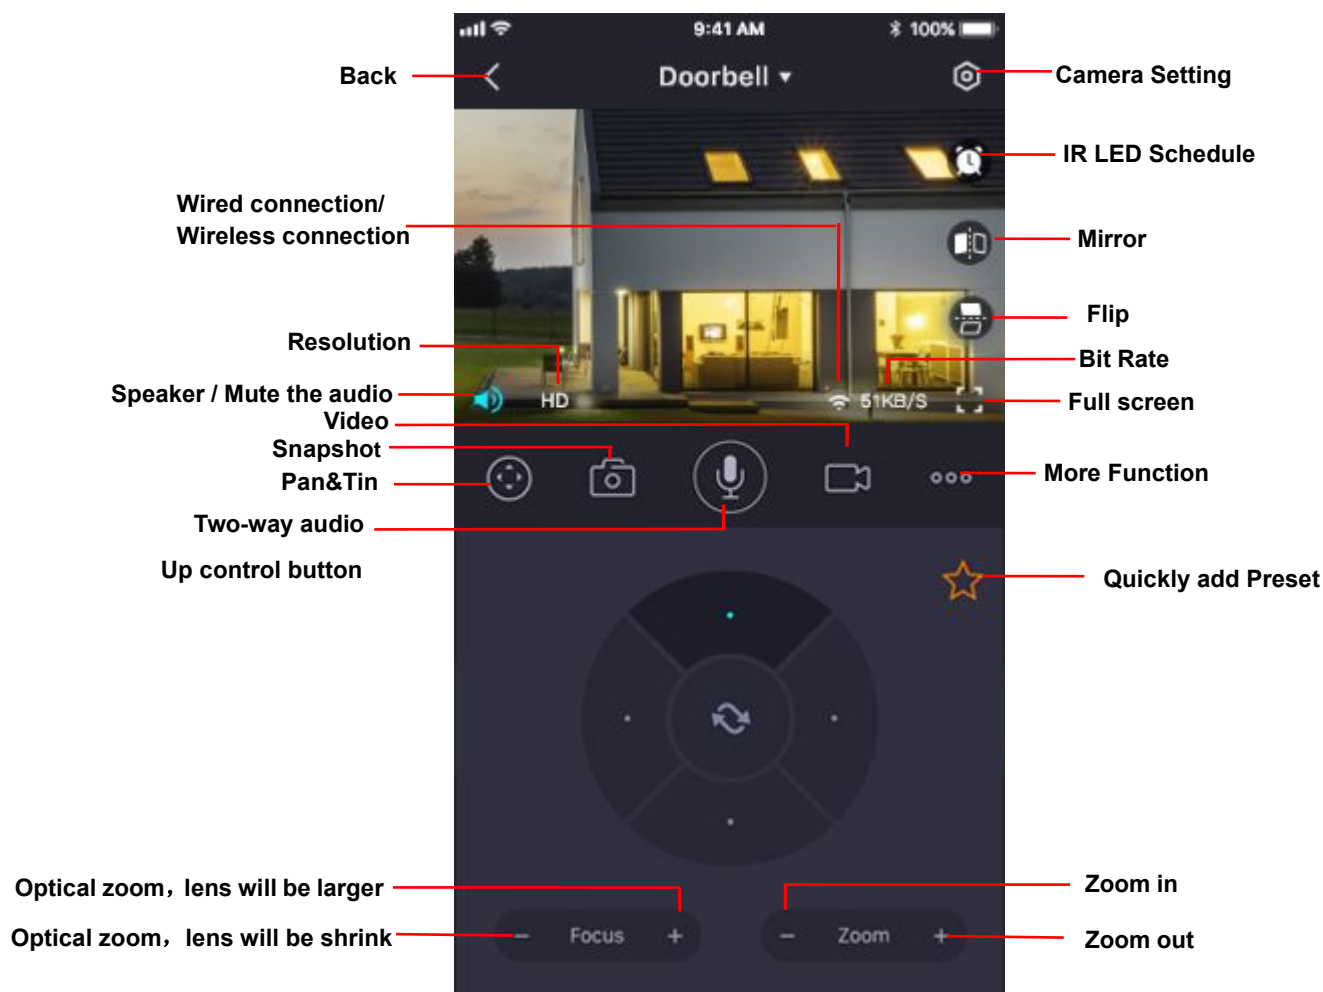 9:41 AM
100%
Back
Doorbell
Camera Setting
IR LED Schedule
Wired connection/
Wireless connection
Mirror
Flip
Resolution
Bit Rate
Speaker / Mute the audio
HD
51KB/S
Full screen
Video
Snapshot
Pan&Tin
More Function
Two-way audio
Up control button
Quickly add Preset
Optical zoom，lens will be larger
Zoom in
Optical zoom，lens will be shrink
- Focus +
- Zoom +
Zoom out